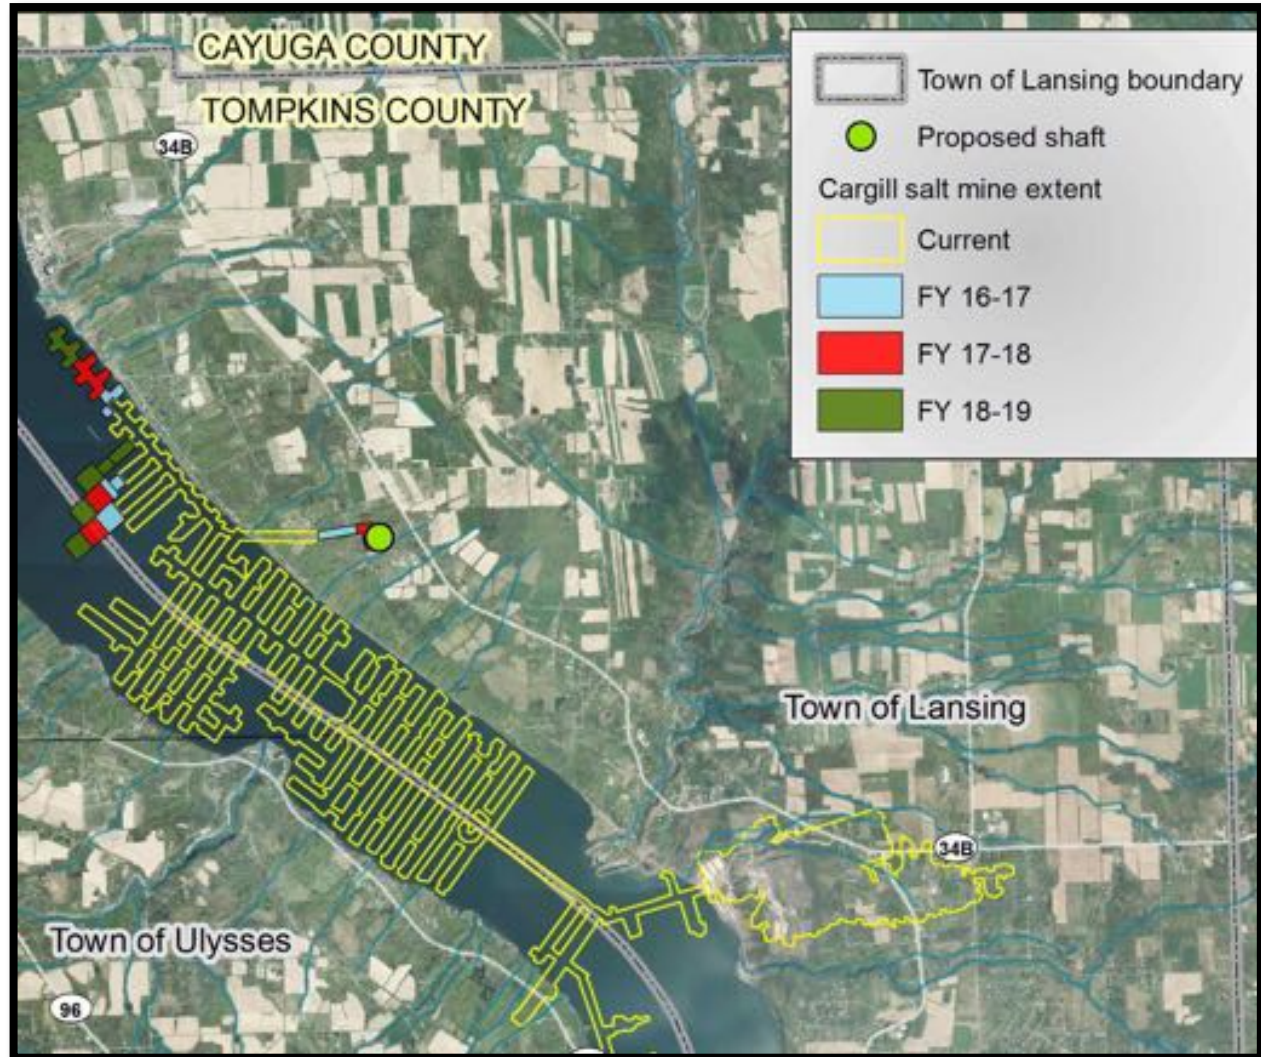 CAYUGA COUNTY
TOMPKINS COUNTY
34B
Town of Lansing boundary
Proposed shaft
Cargill salt mine extent
Current
FY 16-17
FY 17-18
FY 18-19
Town of Lansing
34B
Town of Ulysses
96